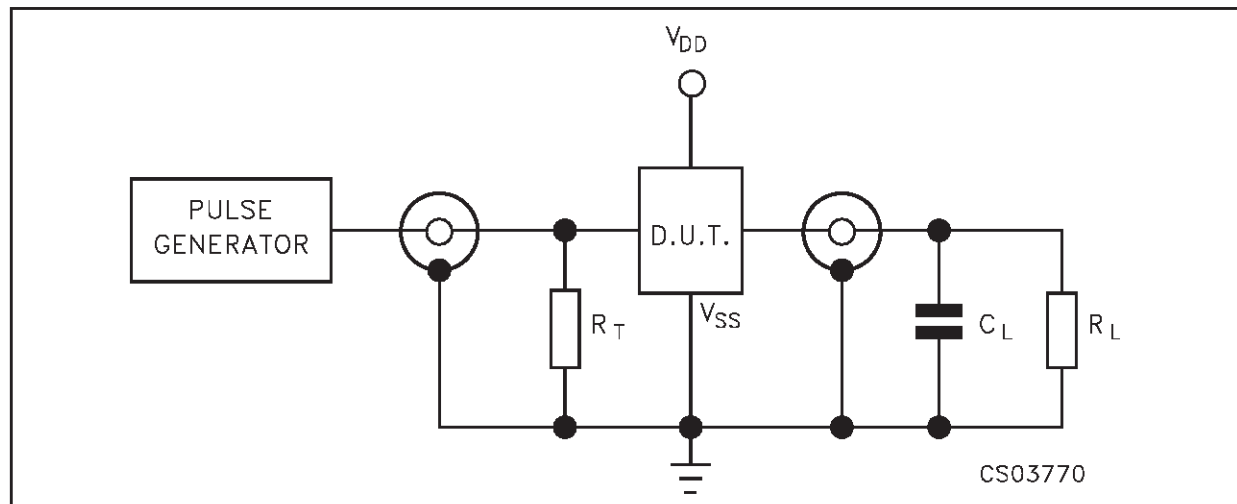 VDD
PULSE
GENERATOR
D.U.T.
VSS
RT
CL
RL
CS03770